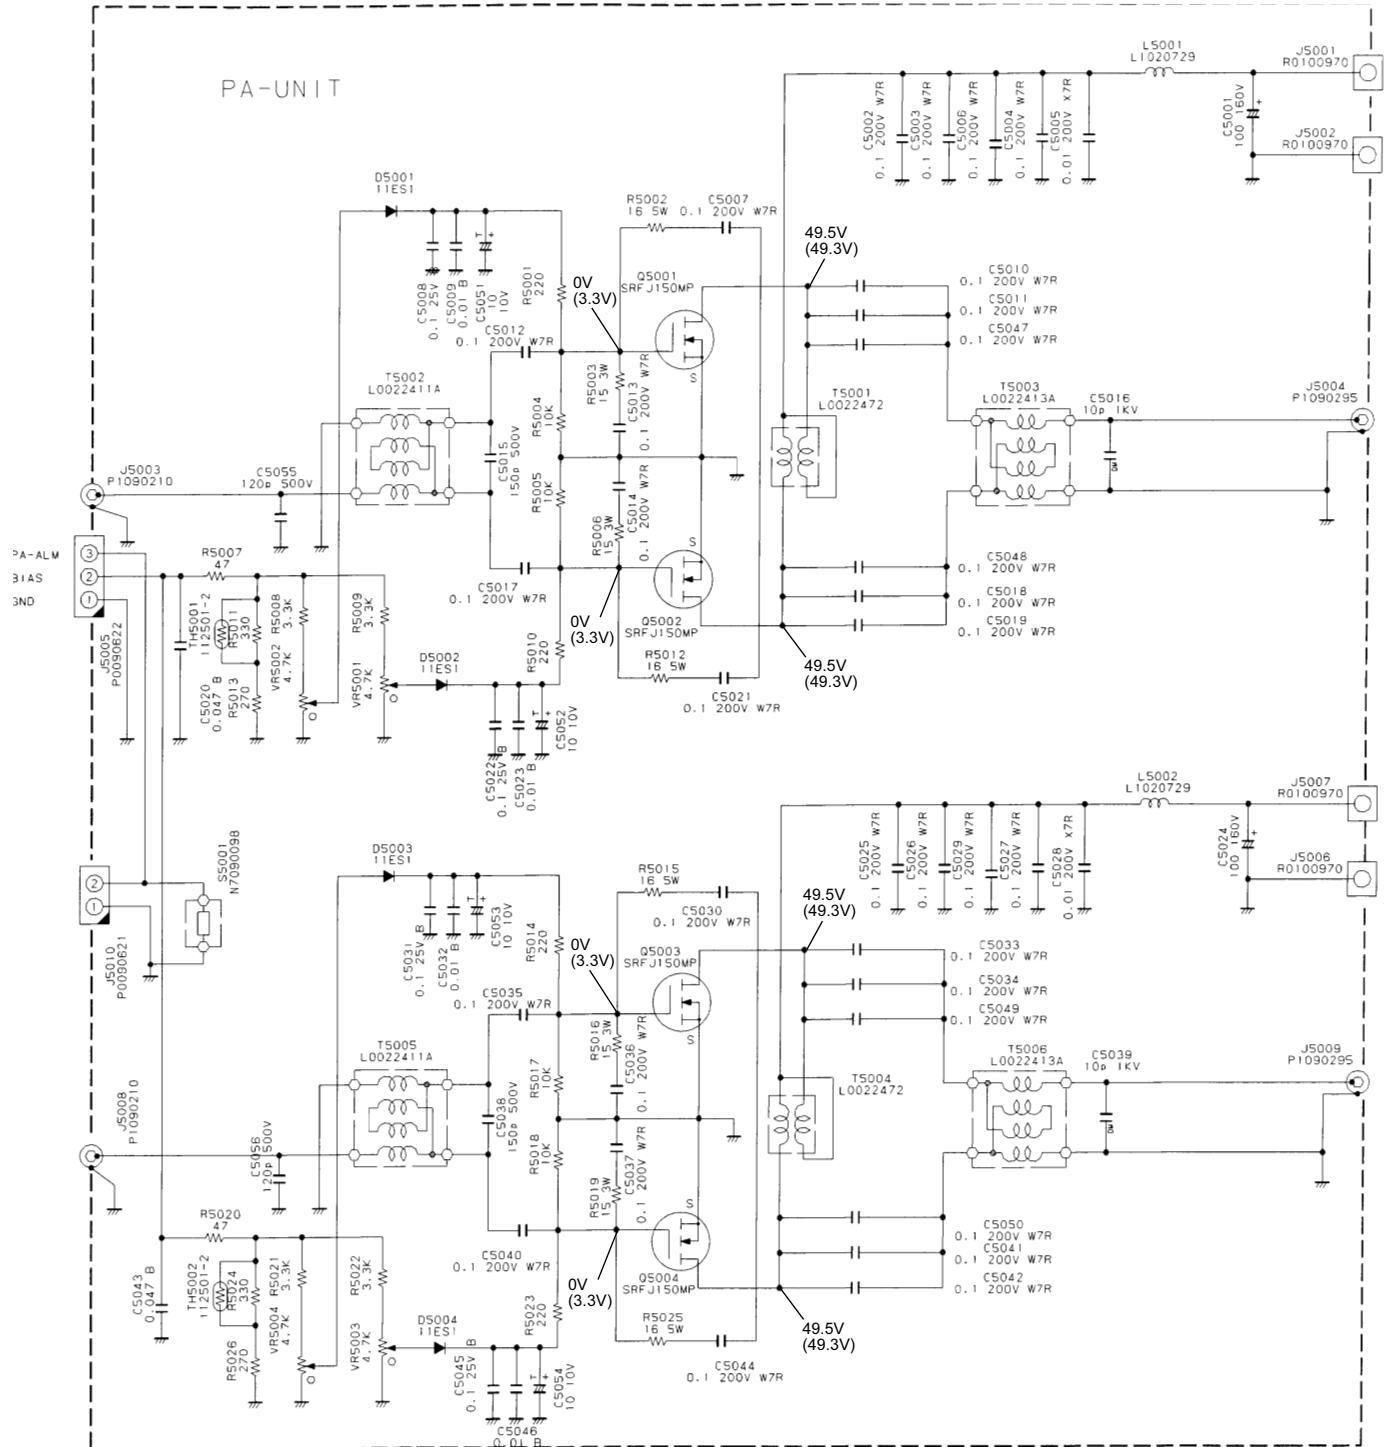 PA-UNIT
L5001
L1020729
J5001
R0100970
C5002
0.1 200V W7R
C5003
0.1 200V W7R
C5006
0.1 200V W7R
C5004
0.1 200V W7R
C5005
0.01 200V X7R
C5001
100 160V
+
J5002
R0100970
D5001
11ES1
C5008
0.1 25V B
C5009
0.01 B
C5051
10 10V
T
+
R5001
220
R5002
16 5W
C5007
0.1 200V W7R
49.5V
(49.3V)
0V
(3.3V)
Q5001
SRFJ150MP
S
C5010
0.1 200V W7R
C5011
0.1 200V W7R
C5047
0.1 200V W7R
C5012
0.1 200V W7R
T5002
L0022411A
R5004
10K
R5003
15 3W
C5013
0.1 200V W7R
T5001
L0022472
T5003
L0022413A
C5016
10p 1KV
DM
J5004
P1090295
J5003
P1090210
C5055
120p 500V
C5015
150p 500V
R5005
10K
R5006
15 3W
C5014
0.1 200V W7R
PA-ALM
BIAS
GND
3
2
1
J5005
P0090622
R5007
47
C5017
0.1 200V W7R
S
Q5002
SRFJ150MP
0V
(3.3V)
C5048
0.1 200V W7R
C5018
0.1 200V W7R
C5019
0.1 200V W7R
C5020
0.047 B
TH5001
112501-2
R5011
330
R5013
270
R5008
3.3K
VR5002
4.7K
R5009
3.3K
VR5001
4.7K
D5002
11ES1
R5010
220
R5012
16 5W
C5021
0.1 200V W7R
49.5V
(49.3V)
C5022
0.1 25V B
C5023
0.01 B
C5052
10 10V
T
+
L5002
L1020729
J5007
R0100970
C5025
0.1 200V W7R
C5026
0.1 200V W7R
C5029
0.1 200V W7R
C5027
0.1 200V W7R
C5028
0.01 200V X7R
C5024
100 160V
+
J5006
R0100970
2
1
J5010
P0090621
S5001
N7090098
D5003
11ES1
C5031
0.1 25V B
C5032
0.01 B
C5053
10 10V
T
+
R5014
220
R5015
16 5W
C5030
0.1 200V W7R
49.5V
(49.3V)
0V
(3.3V)
Q5003
SRFJ150MP
S
C5033
0.1 200V W7R
C5034
0.1 200V W7R
C5049
0.1 200V W7R
C5035
0.1 200V W7R
T5005
L0022411A
R5017
10K
R5016
15 3W
C5036
0.1 200V W7R
T5004
L0022472
T5006
L0022413A
C5039
10p 1KV
DM
J5009
P1090295
J5008
P1090210
C5056
120p 500V
C5038
150p 500V
R5018
10K
R5019
15 3W
C5037
0.1 200V W7R
R5020
47
C5040
0.1 200V W7R
S
Q5004
SRFJ150MP
0V
(3.3V)
C5050
0.1 200V W7R
C5041
0.1 200V W7R
C5042
0.1 200V W7R
C5043
0.047 B
TH5002
112501-2
R5024
330
R5026
270
R5021
3.3K
VR5004
4.7K
R5022
3.3K
VR5003
4.7K
D5004
11ES1
R5023
220
R5025
16 5W
C5044
0.1 200V W7R
49.5V
(49.3V)
C5045
0.1 25V B
C5046
0.01 B
C5054
10 10V
T
+